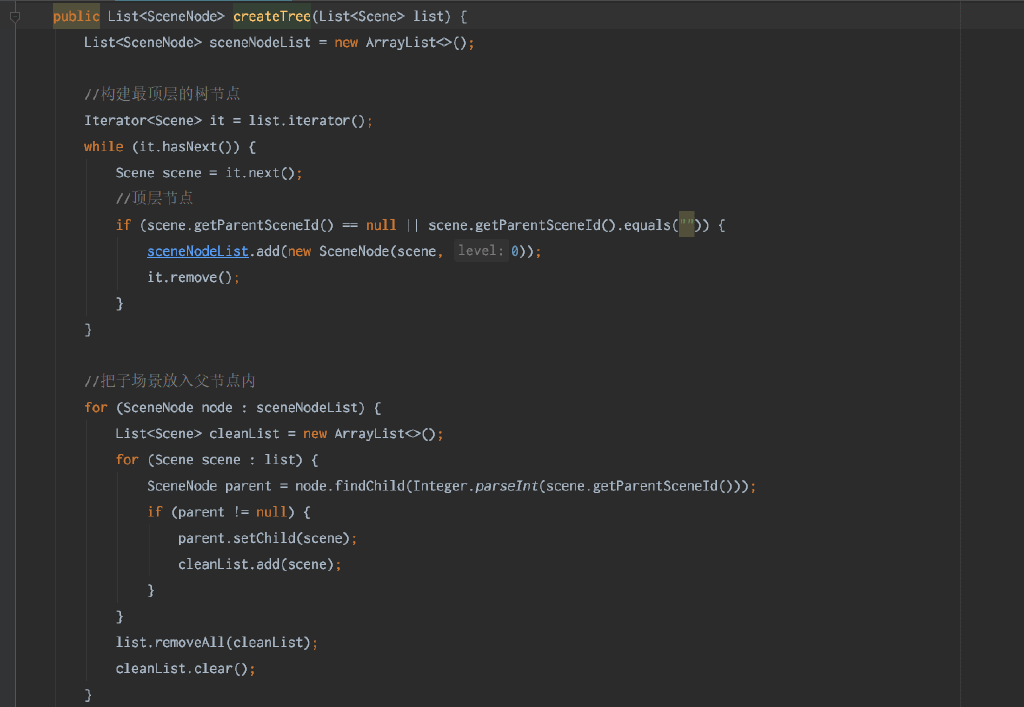 public List<SceneNode> createTree(List<Scene> list) {
List<SceneNode> sceneNodeList = new ArrayList<>();
//构建最顶层的树节点
Iterator<Scene> it = list.iterator();
while (it.hasNext()) {
Scene scene = it.next();
//顶层节点
if (scene.getParentSceneId() == null || scene.getParentSceneId().equals("")) {
sceneNodeList.add(new SceneNode(scene, level: 0));
it.remove();
}
}
//把子场景放入父节点内
for (SceneNode node : sceneNodeList) {
List<Scene> cleanList = new ArrayList<>();
for (Scene scene : list) {
SceneNode parent = node.findChild(Integer.parseInt(scene.getParentSceneId()));
if (parent != null) {
parent.setChild(scene);
cleanList.add(scene);
}
}
list.removeAll(cleanList);
cleanList.clear();
}